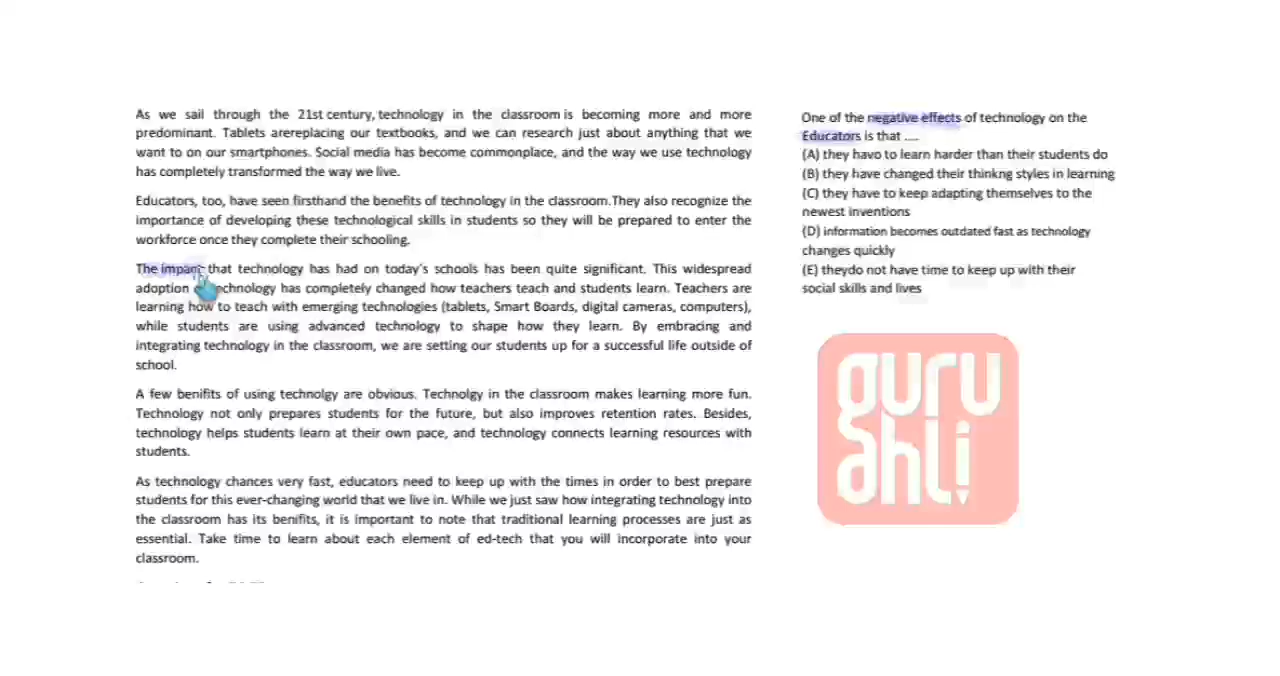 As we sail through the 21st century, technology in the classroom is becoming more and more
predominant. Tablets arereplacing our textbooks, and we can research just about anything that we
want to on our smartphones. Social media has become commonplace, and the way we use technology
has completely transformed the way we live.
Educators, too, have seen firsthand the benefits of technology in the classroom.They also recognize the
importance of developing these technological skills in students so they will be prepared to enter the
workforce once they complete their schooling.
The impant that technology has had on today's schools has been quite significant. This widespread
adoption technology has completely changed how teachers teach and students learn. Teachers are
learning how to teach with emerging technologies (tablets, Smart Boards, digital cameras, computers),
while students are using advanced technology to shape how they learn. By embracing and
integrating technology in the classroom, we are setting our students up for a successful life outside of
school.
A few benifits of using technolgy are obvious. Technolgy in the classroom makes learning more fun.
Technology not only prepares students for the future, but also improves retention rates. Besides,
technology helps students learn at their own pace, and technology connects learning resources with
students.
As technology chances very fast, educators need to keep up with the times in order to best prepare
students for this ever-changing world that we live in. While we just saw how integrating technology into
the classroom has its benifits, it is important to note that traditional learning processes are just as
essential. Take time to learn about each element of ed-tech that you will incorporate into your
classroom.
One of the negative effects of technology on the
Educators is that ....
(A) they havo to learn harder than their students do
(B) they have changed their thinkng styles in learning
(C) they have to keep adapting themselves to the
newest inventions
(D) information becomes outdated fast as technology
changes quickly
(E) theydo not have time to keep up with their
social skills and lives
guru
ahli